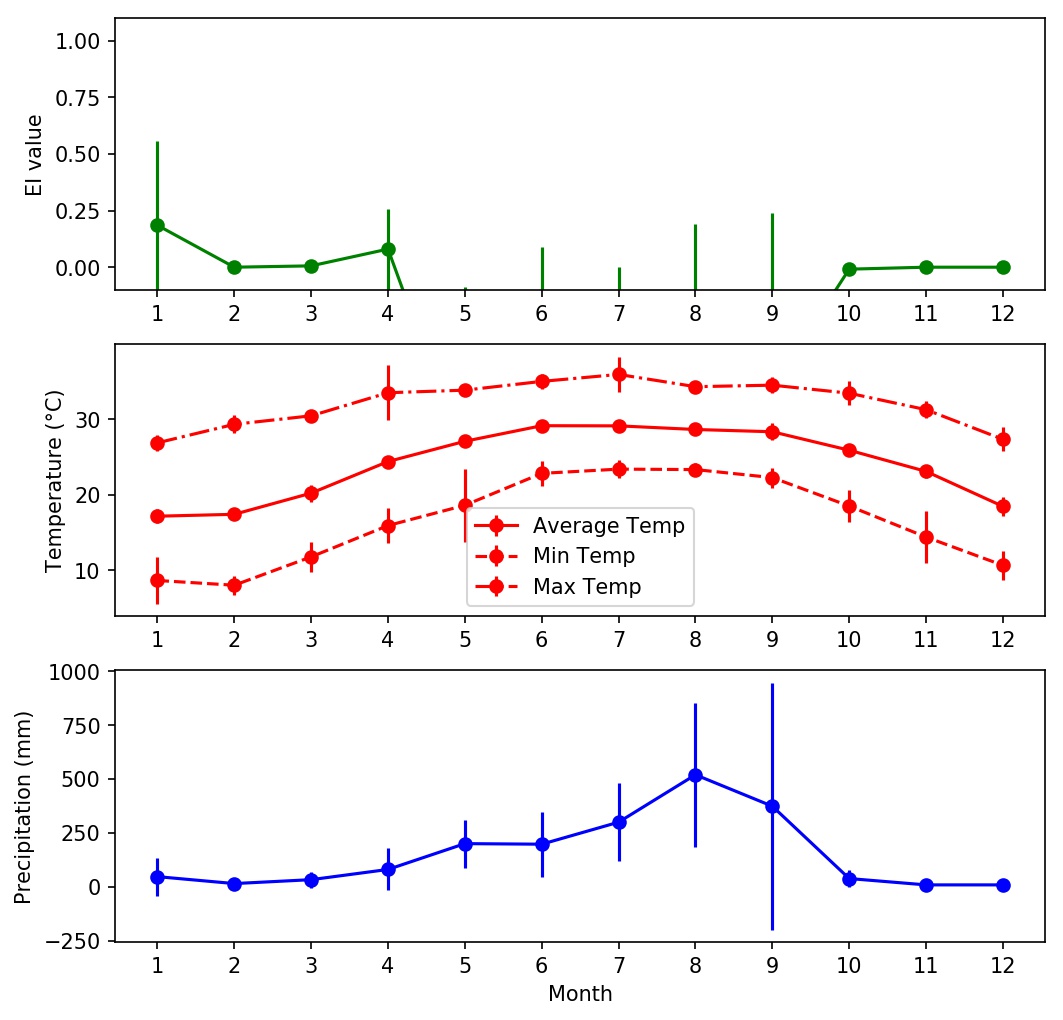 EI value
1.00
0.75
0.50
0.25
0.00
1 2 3 4 5 6 7 8 9 10 11 12
Temperature (°C)
30
20
10
Average Temp
Min Temp
Max Temp
1 2 3 4 5 6 7 8 9 10 11 12
Precipitation (mm)
1000
750
500
250
0
−250
1 2 3 4 5 6 7 8 9 10 11 12
Month